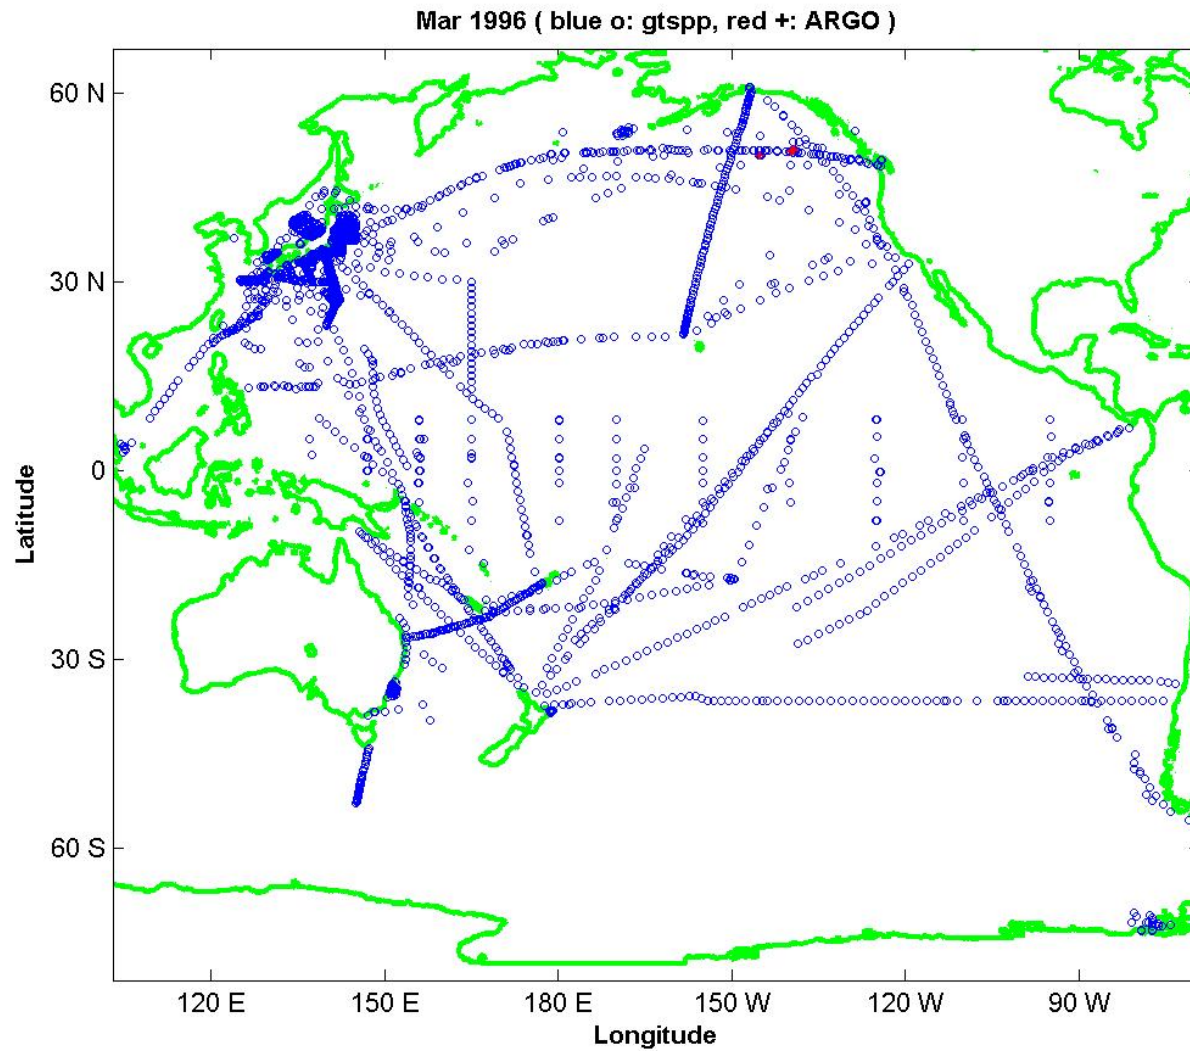 Mar 1996 ( blue o: gtspp, red +: ARGO )
60 N
30 N
0
30 S
60 S
Latitude
120 E
150 E
180 E
150 W
120 W
90 W
Longitude